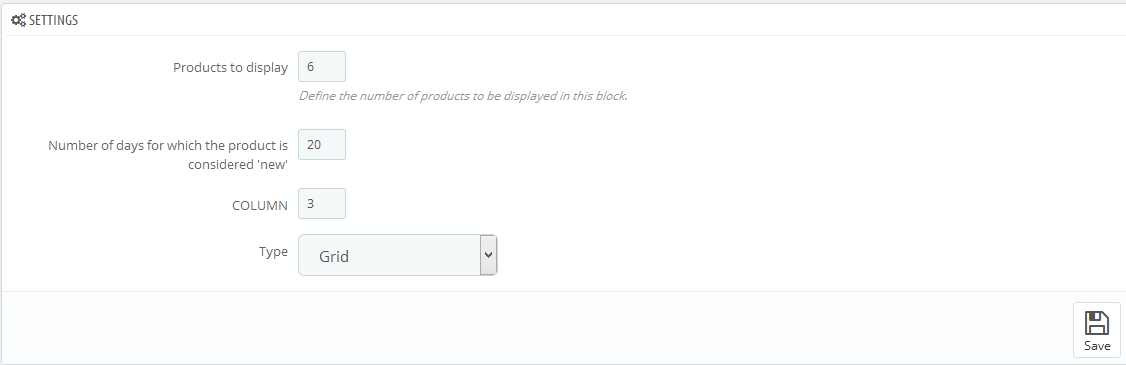 SETTINGS
Products to display
6
Define the number of products to be displayed in this block.
Number of days for which the product is
considered 'new'
20
COLUMN
3
Type
Grid
Save